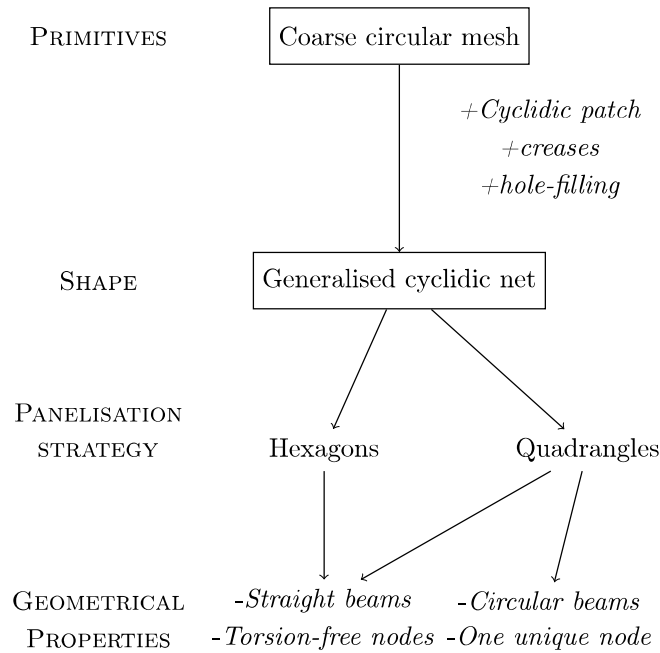 PRIMITIVES
Coarse circular mesh
+Cyclidic patch
+creases
+hole-filling
SHAPE
Generalised cyclidic net
PANELISATION
STRATEGY
Hexagons
Quadrangles
GEOMETRICAL
PROPERTIES
-Straight beams
-Torsion-free nodes
-Circular beams
-One unique node